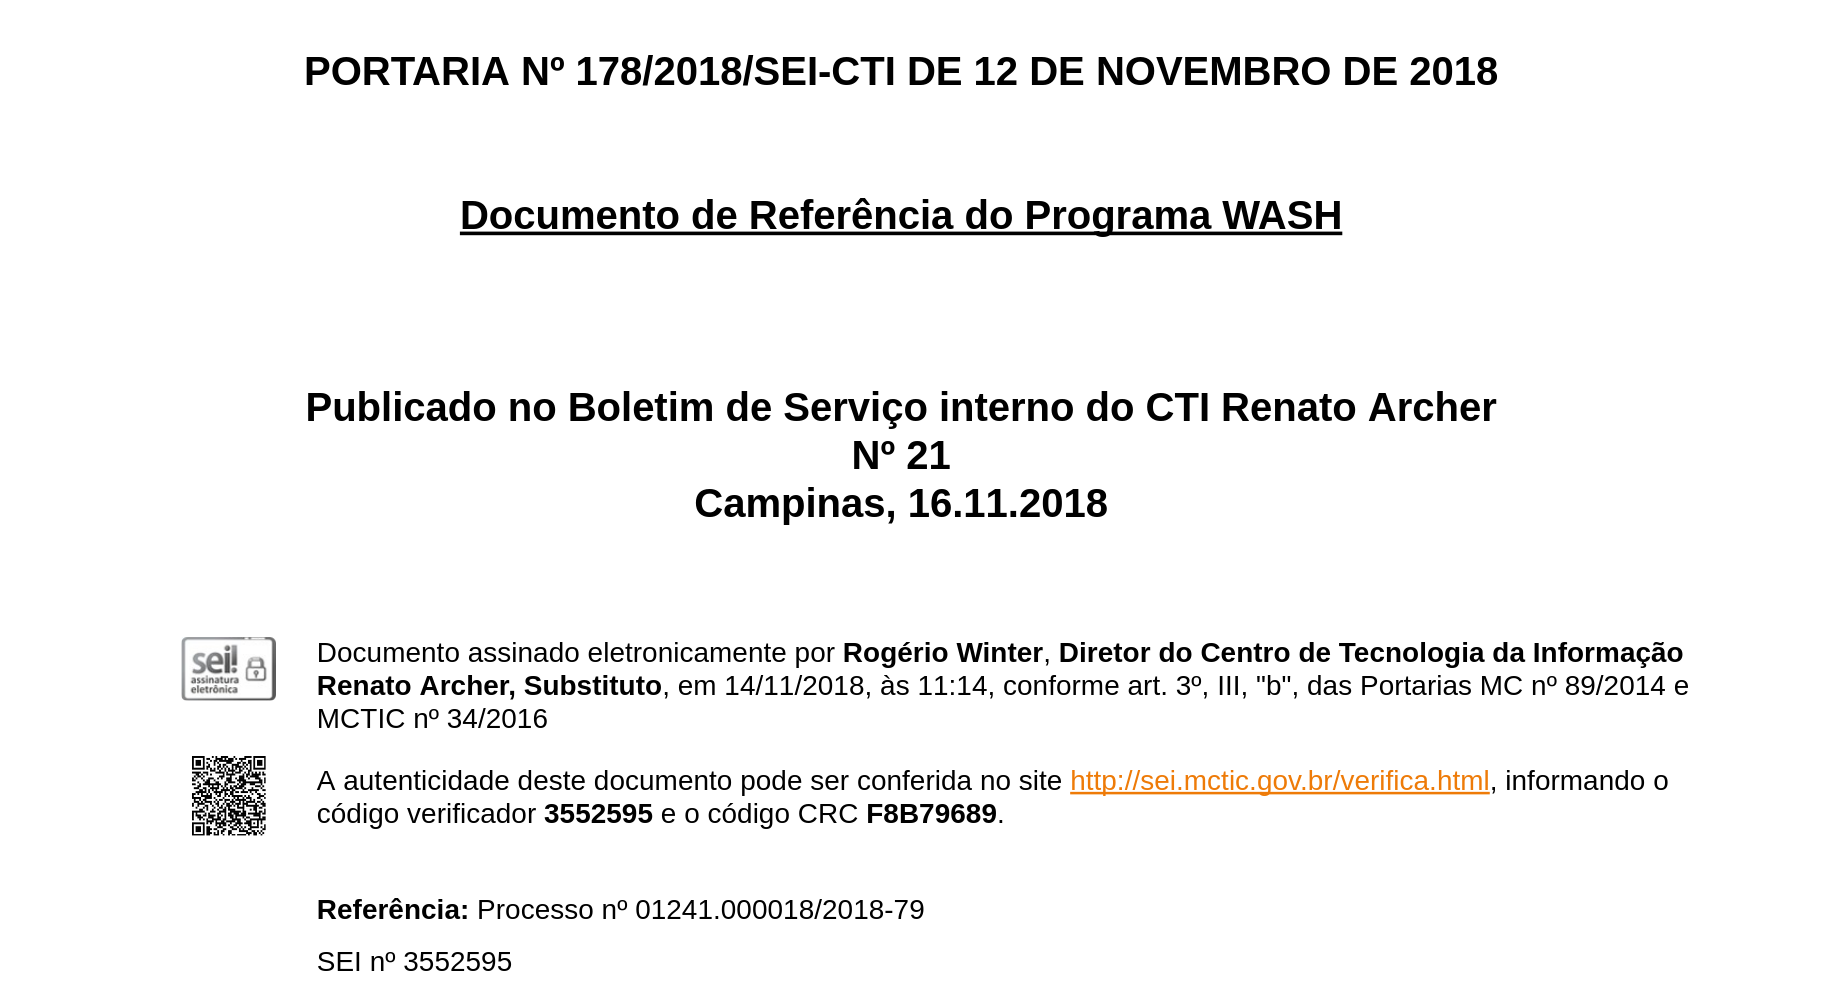 PORTARIA Nº 178/2018/SEI-CTI DE 12 DE NOVEMBRO DE 2018
Documento de Referência do Programa WASH
Publicado no Boletim de Serviço interno do CTI Renato Archer
Nº 21
Campinas, 16.11.2018
sei!
assinatura
eletrônica
Documento assinado eletronicamente por Rogério Winter, Diretor do Centro de Tecnologia da Informação
Renato Archer, Substituto, em 14/11/2018, às 11:14, conforme art. 3º, III, "b", das Portarias MC nº 89/2014 e
MCTIC nº 34/2016
A autenticidade deste documento pode ser conferida no site http://sei.mctic.gov.br/verifica.html, informando o
código verificador 3552595 e o código CRC F8B79689.
Referência: Processo nº 01241.000018/2018-79
SEI nº 3552595